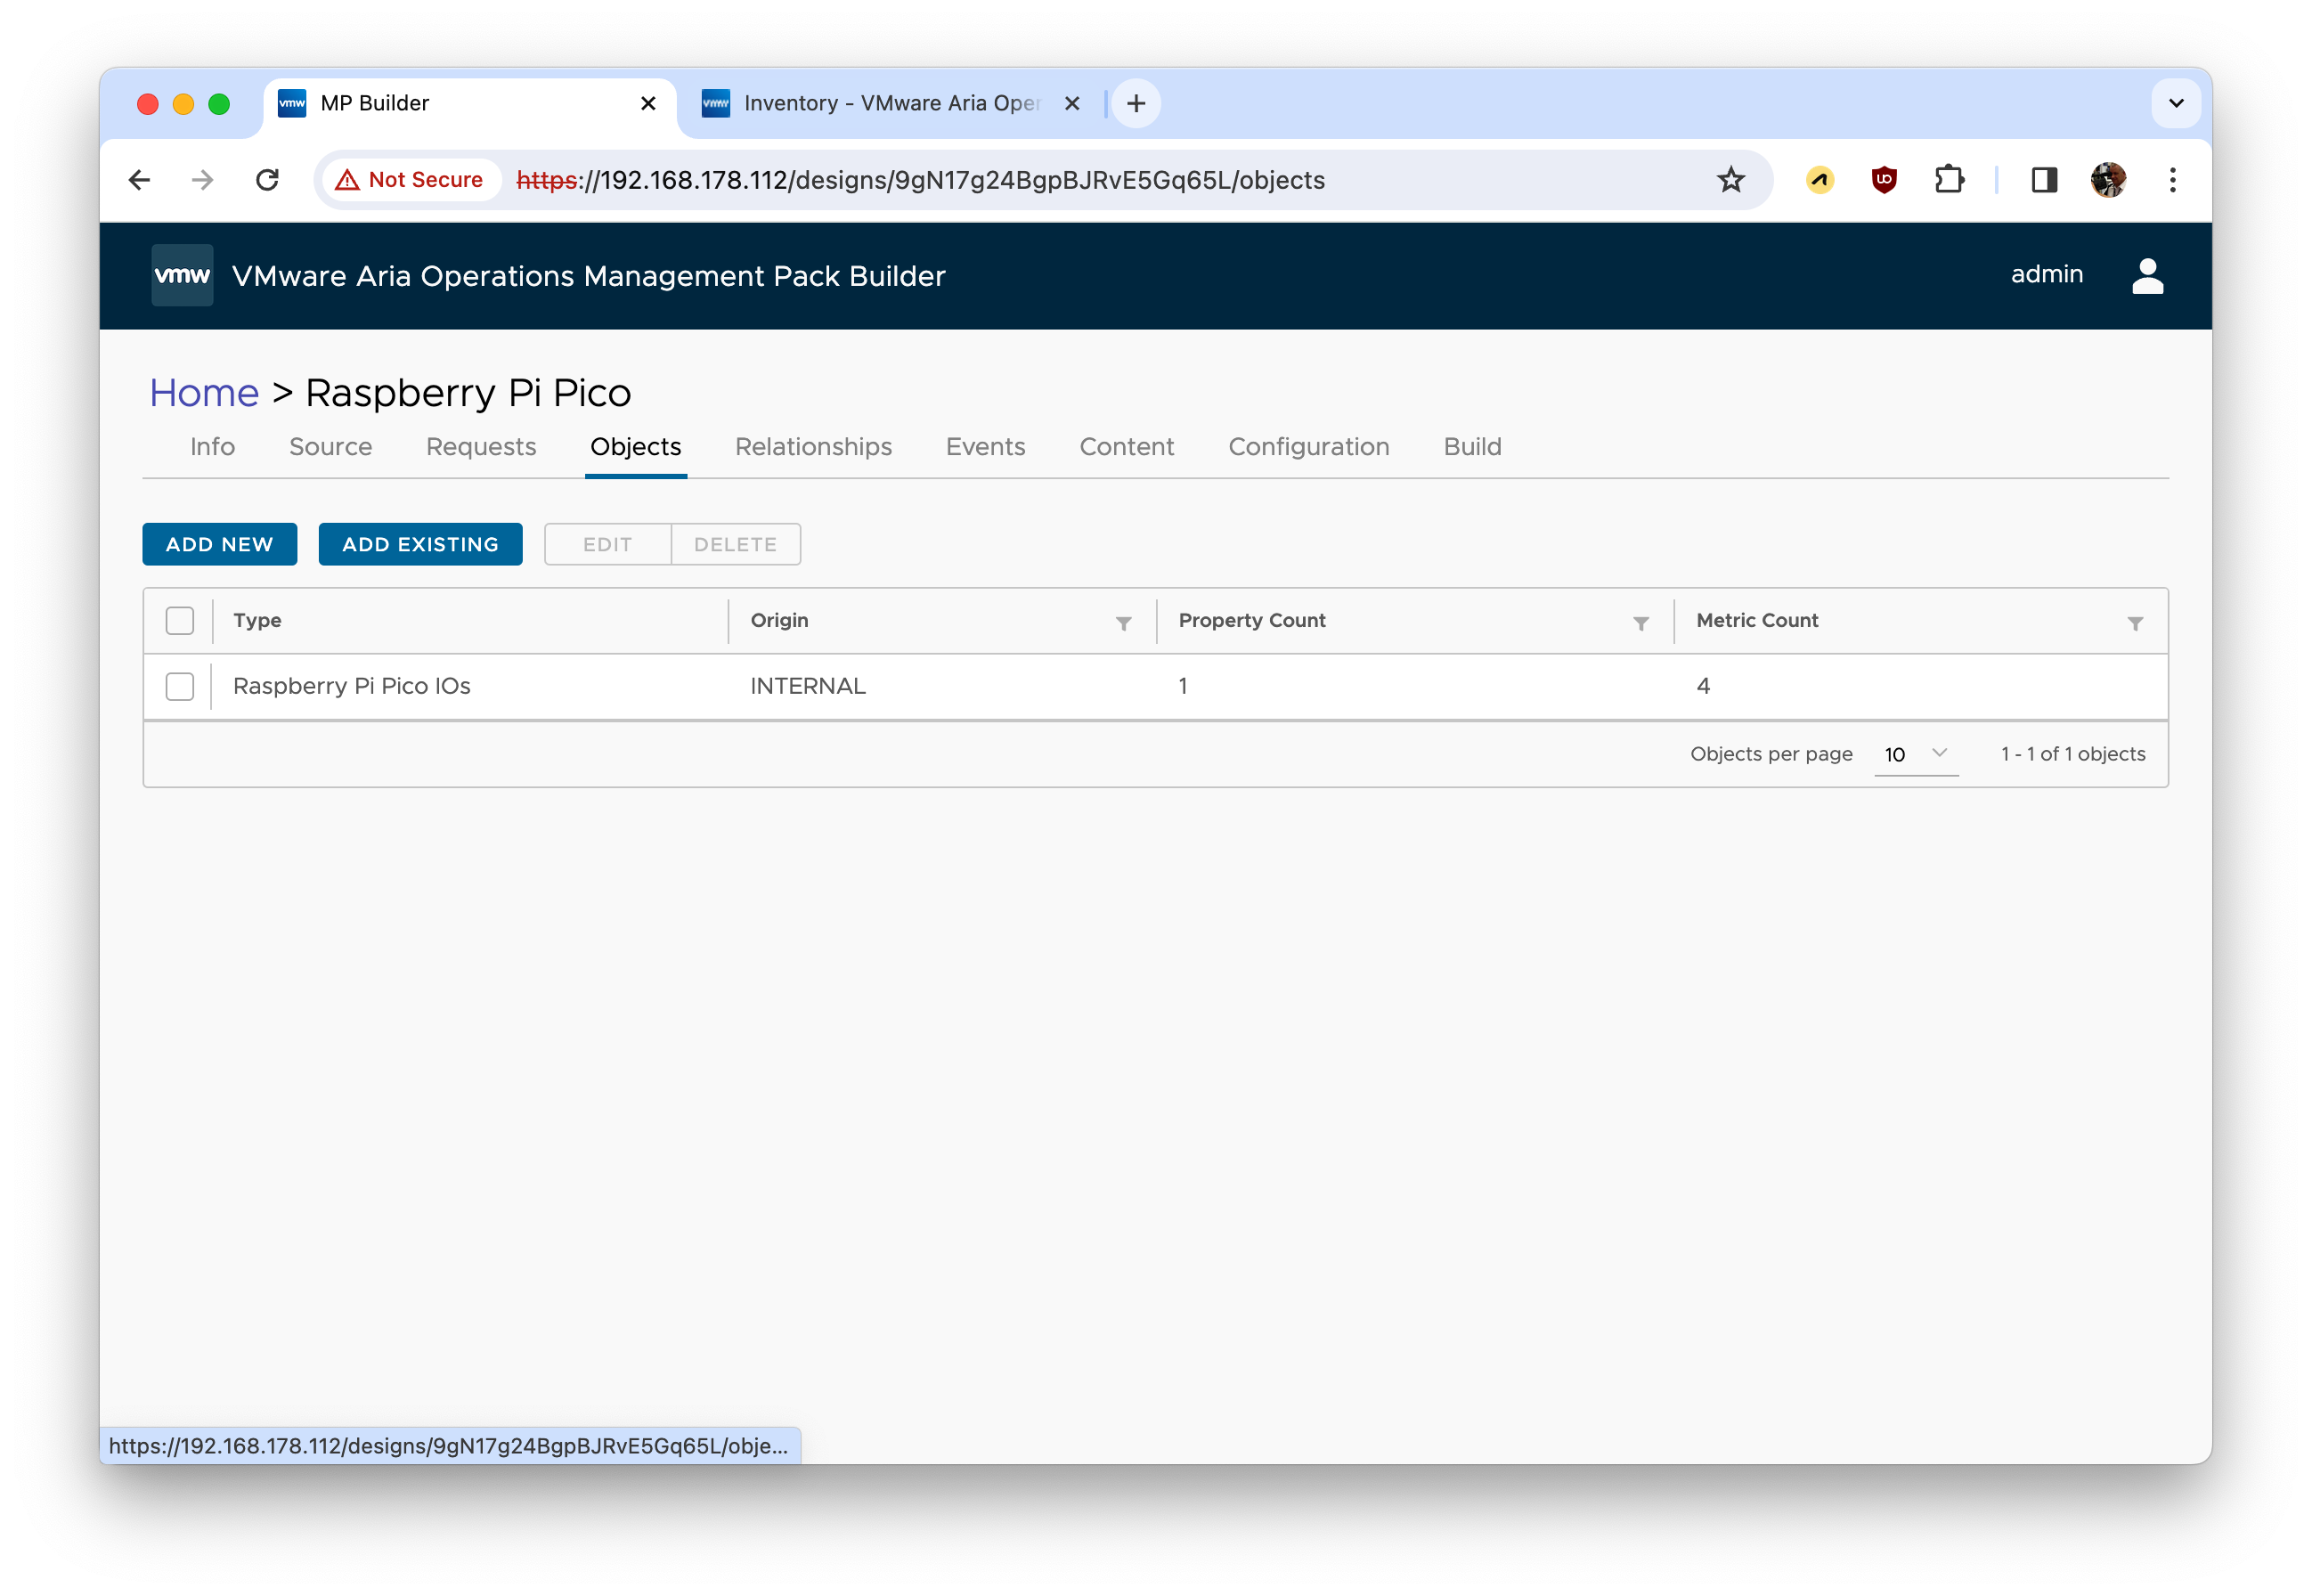 vmw MP Builder
vmw Inventory - VMware Aria Oper
Not Secure https://192.168.178.112/designs/9gN17g24BgpBJRvE5Gq65L/objects
vmw VMware Aria Operations Management Pack Builder admin
Home > Raspberry Pi Pico
Info Source Requests Objects Relationships Events Content Configuration Build
ADD NEW ADD EXISTING EDIT DELETE
Type Origin Property Count Metric Count
Raspberry Pi Pico IOs INTERNAL 1 4
Objects per page 10 1 - 1 of 1 objects
https://192.168.178.112/designs/9gN17g24BgpBJRvE5Gq65L/obje...